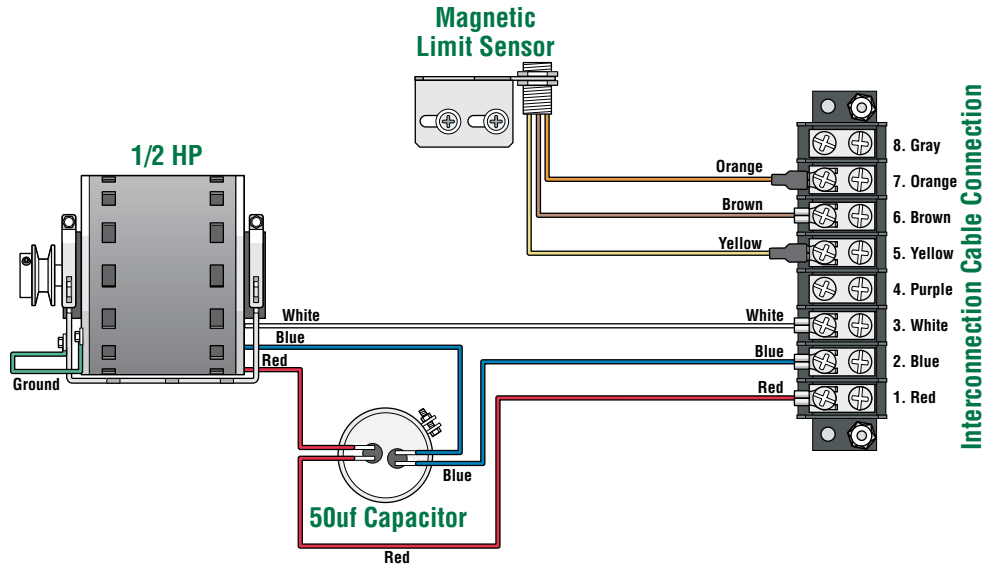 Magnetic
Limit Sensor
1/2 HP
Orange
Brown
Yellow
White
Blue
Red
White
Blue
Red
Ground
Blue
50uf Capacitor
Red
8. Gray
7. Orange
6. Brown
5. Yellow
4. Purple
3. White
2. Blue
1. Red
Interconnection Cable Connection